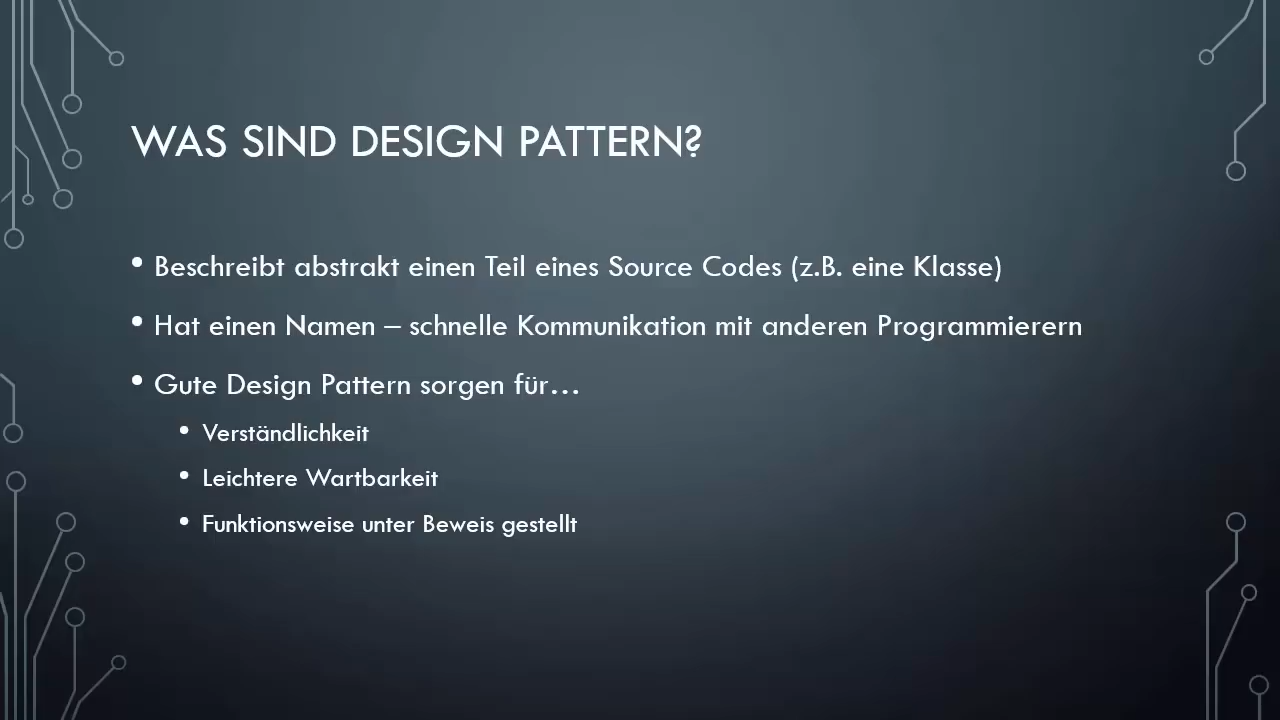 WAS SIND DESIGN PATTERN?
• Beschreibt abstrakt einen Teil eines Source Codes (z.B. eine Klasse)
• Hat einen Namen – schnelle Kommunikation mit anderen Programmierern
• Gute Design Pattern sorgen für…
• Verständlichkeit
• Leichtere Wartbarkeit
• Funktionsweise unter Beweis gestellt